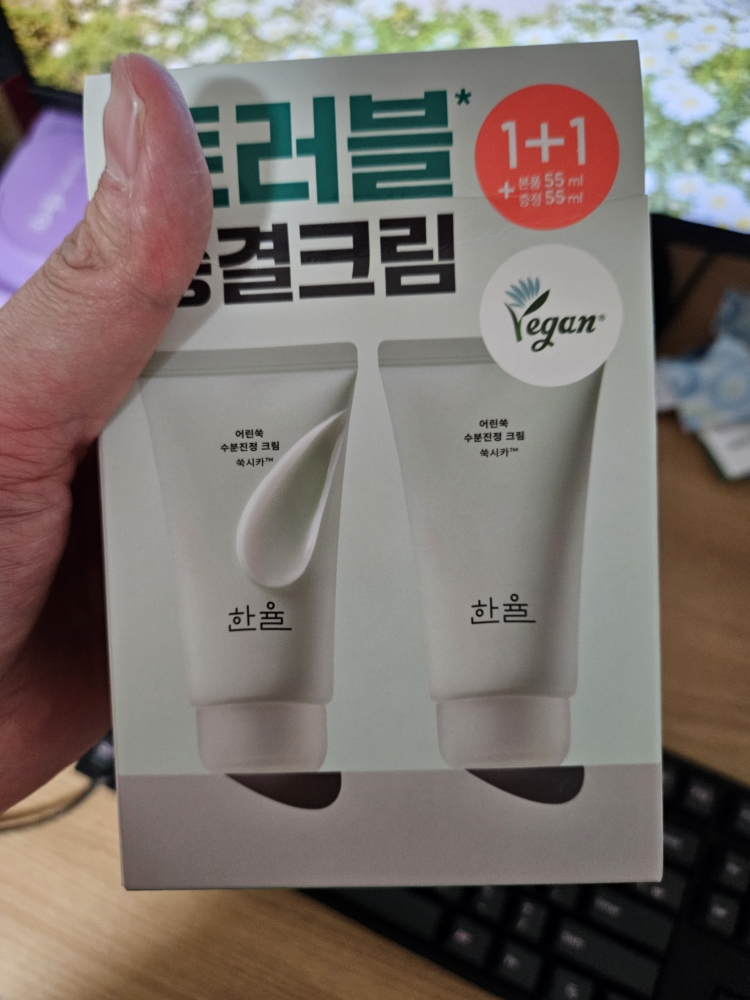 트러블*
종결크림
1+1
+ 본품 55 ml
증정 55 ml
Vegan®
어린쑥
수분진정 크림
쑥시카™
한율
어린쑥
수분진정 크림
쑥시카™
한율